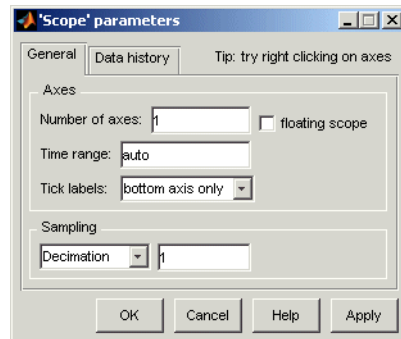 'Scope' parameters
General Data history Tip: try right clicking on axes
Axes
Number of axes: 1 floating scope
Time range: auto
Tick labels: bottom axis only
Sampling
Decimation 1
OK Cancel Help Apply